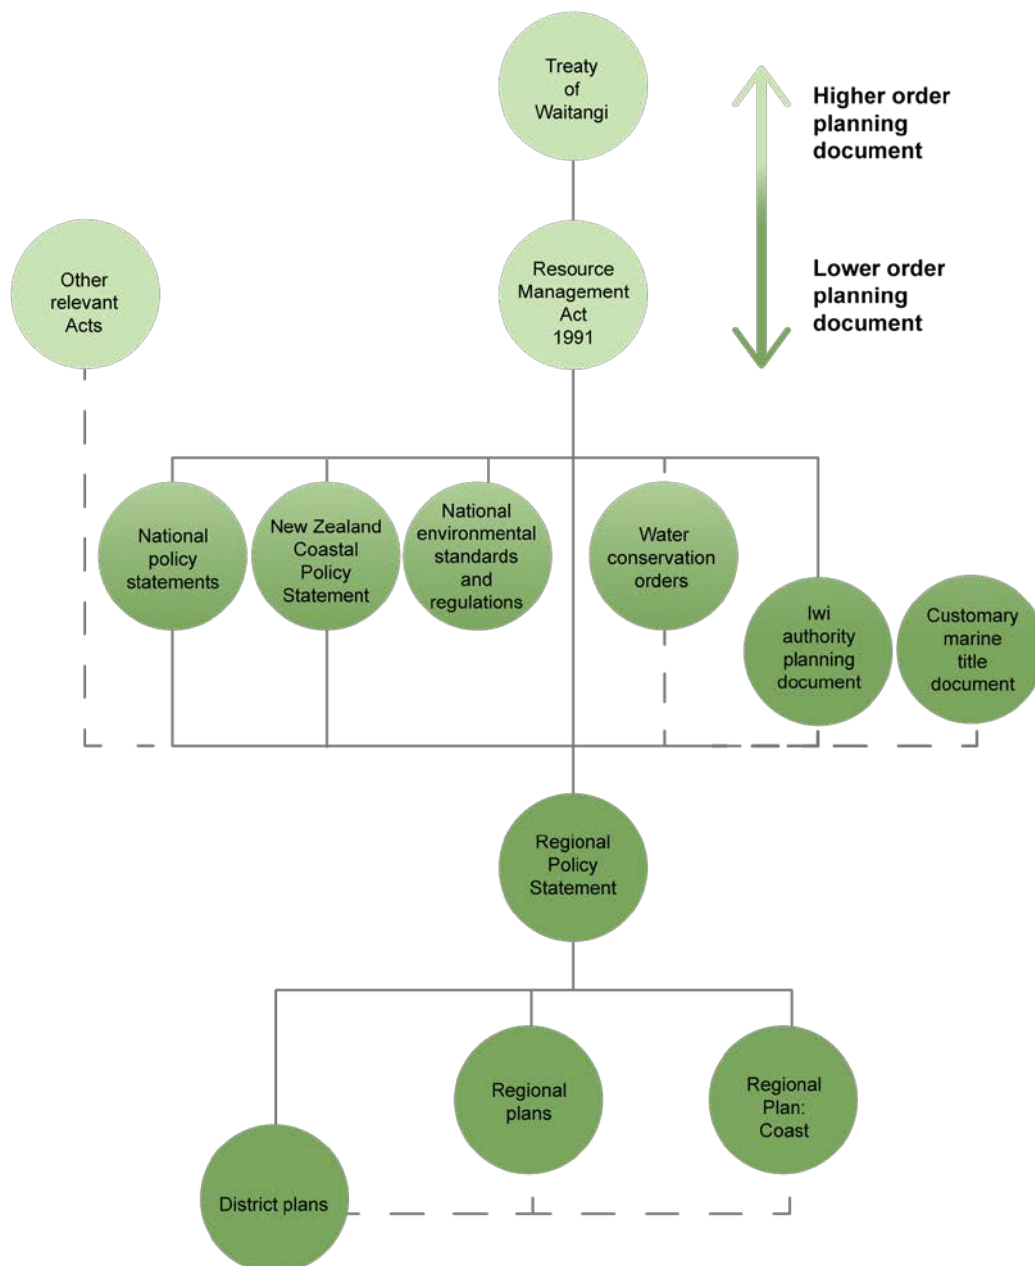 Treaty
of
Waitangi
Higher order
planning
document
Other
relevant
Acts
Resource
Management
Act
1991
Lower order
planning
document
National
policy
statements
New Zealand
Coastal
Policy
Statement
National
environmental
standards
and
regulations
Water
conservation
orders
Iwi
authority
planning
document
Customary
marine
title
document
Regional
Policy
Statement
District plans
Regional
plans
Regional
Plan:
Coast